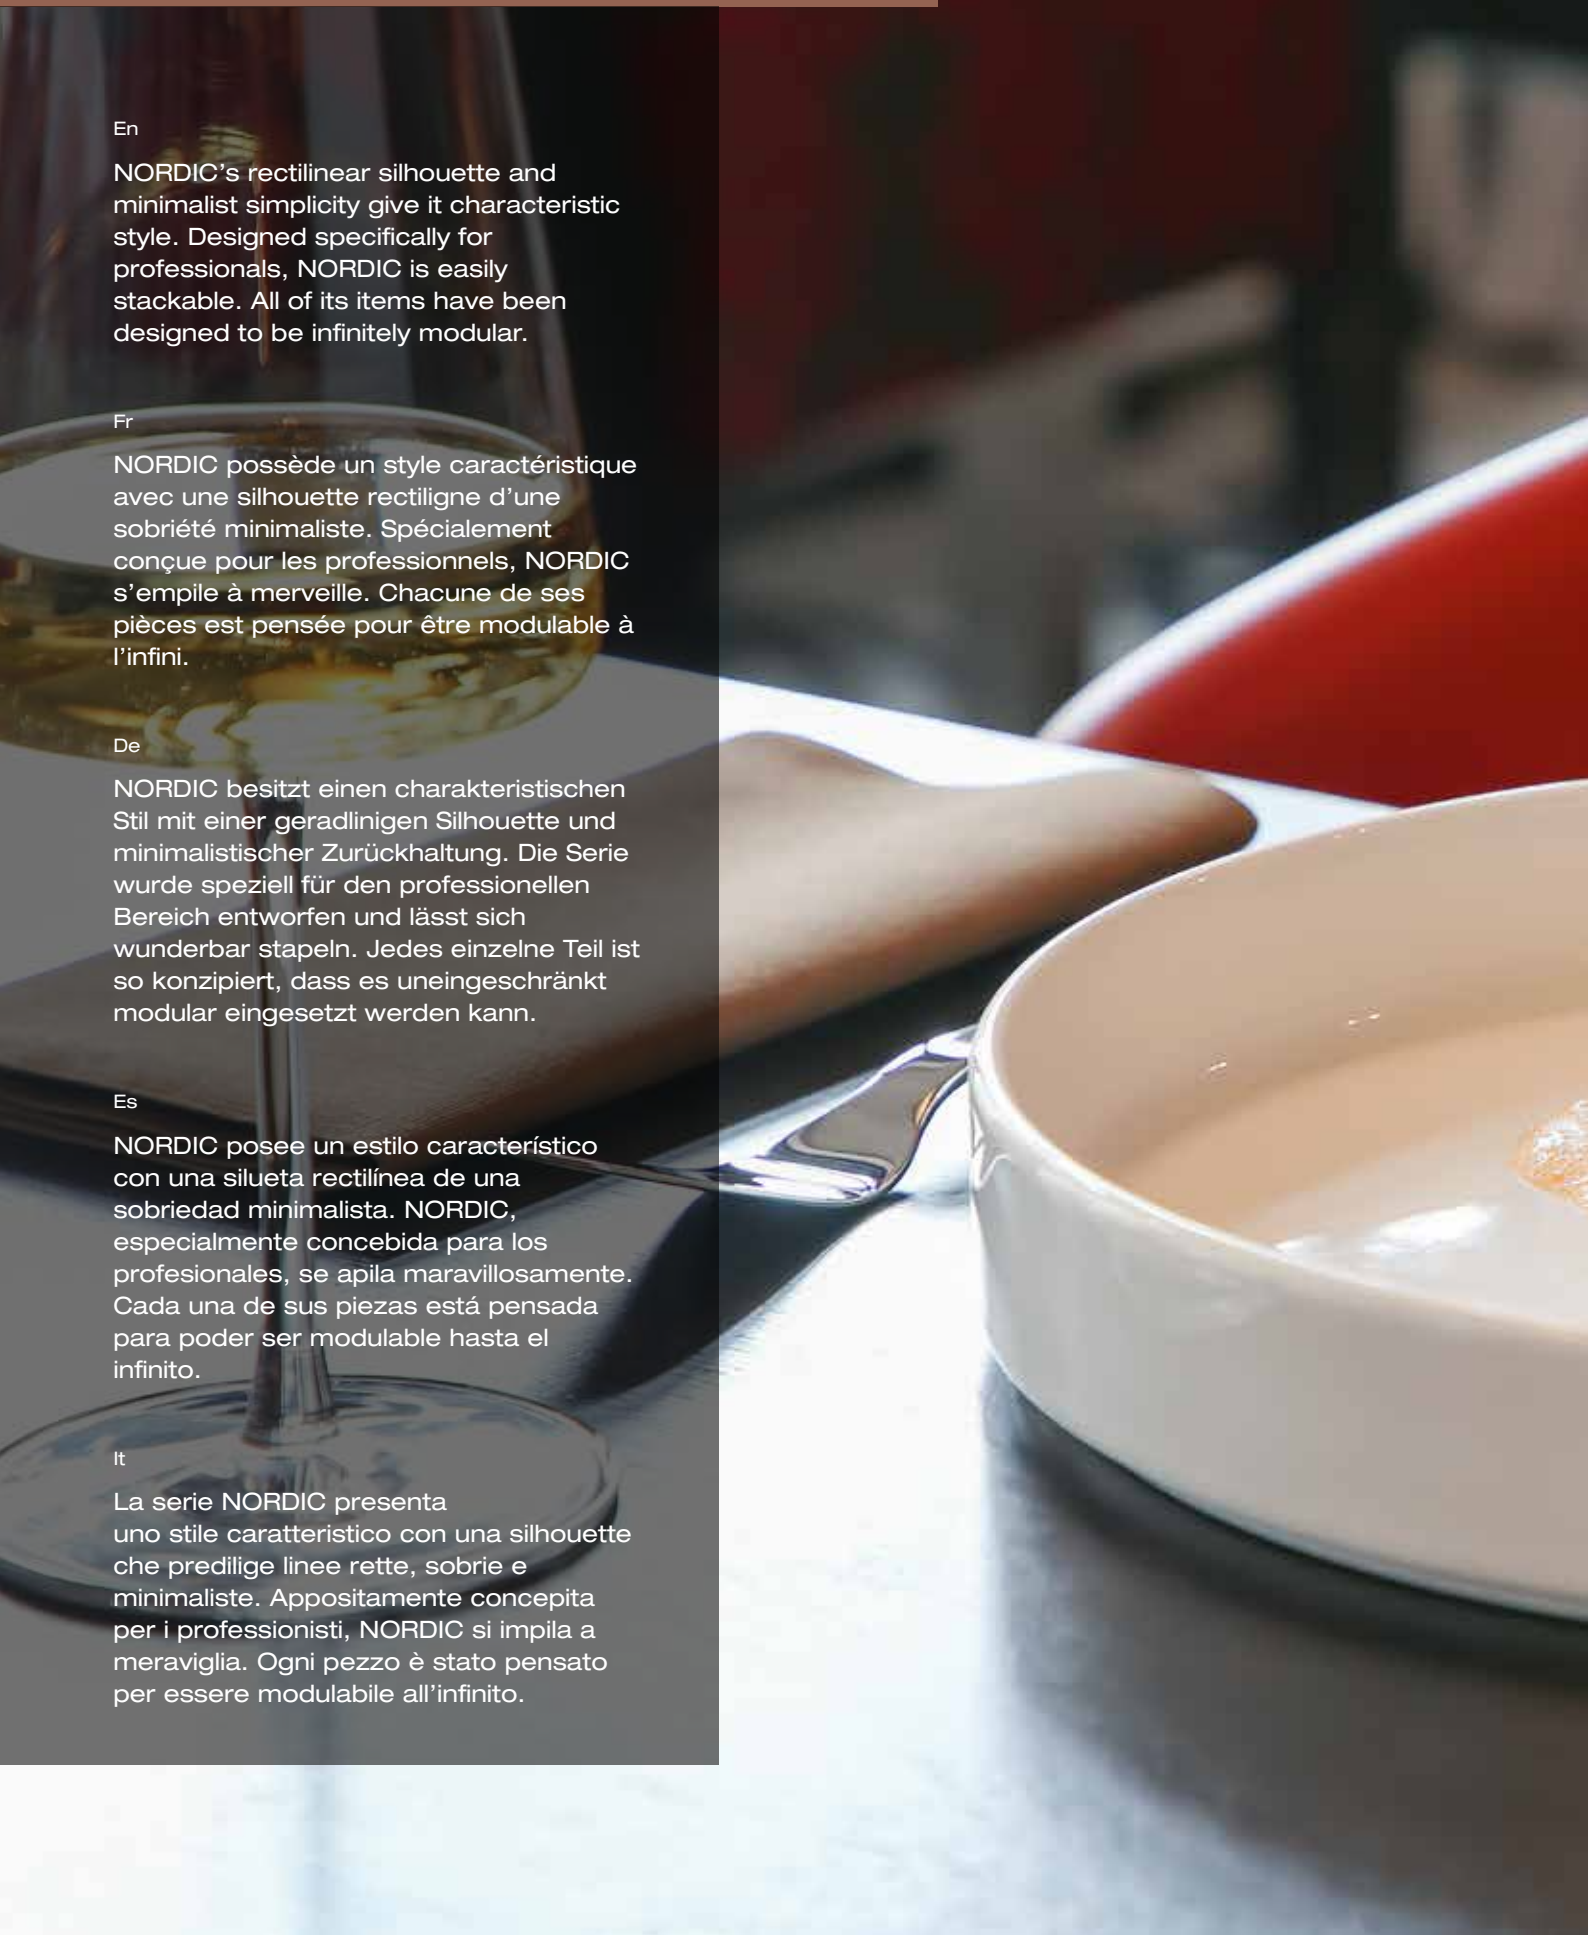 En
NORDIC’s rectilinear silhouette and
minimalist simplicity give it characteristic
style. Designed specifically for
professionals, NORDIC is easily
stackable. All of its items have been
designed to be infinitely modular.
Fr
NORDIC possède un style caractéristique
avec une silhouette rectiligne d’une
sobriété minimaliste. Spécialement
conçue pour les professionnels, NORDIC
s’empile à merveille. Chacune de ses
pièces est pensée pour être modulable à
l’infini.
De
NORDIC besitzt einen charakteristischen
Stil mit einer geradlinigen Silhouette und
minimalistischer Zurückhaltung. Die Serie
wurde speziell für den professionellen
Bereich entworfen und lässt sich
wunderbar stapeln. Jedes einzelne Teil ist
so konzipiert, dass es uneingeschränkt
modular eingesetzt werden kann.
Es
NORDIC posee un estilo característico
con una silueta rectilínea de una
sobriedad minimalista. NORDIC,
especialmente concebida para los
profesionales, se apila maravillosamente.
Cada una de sus piezas está pensada
para poder ser modulable hasta el
infinito.
It
La serie NORDIC presenta
uno stile caratteristico con una silhouette
che predilige linee rette, sobrie e
minimaliste. Appositamente concepita
per i professionisti, NORDIC si impila a
meraviglia. Ogni pezzo è stato pensato
per essere modulabile all’infinito.